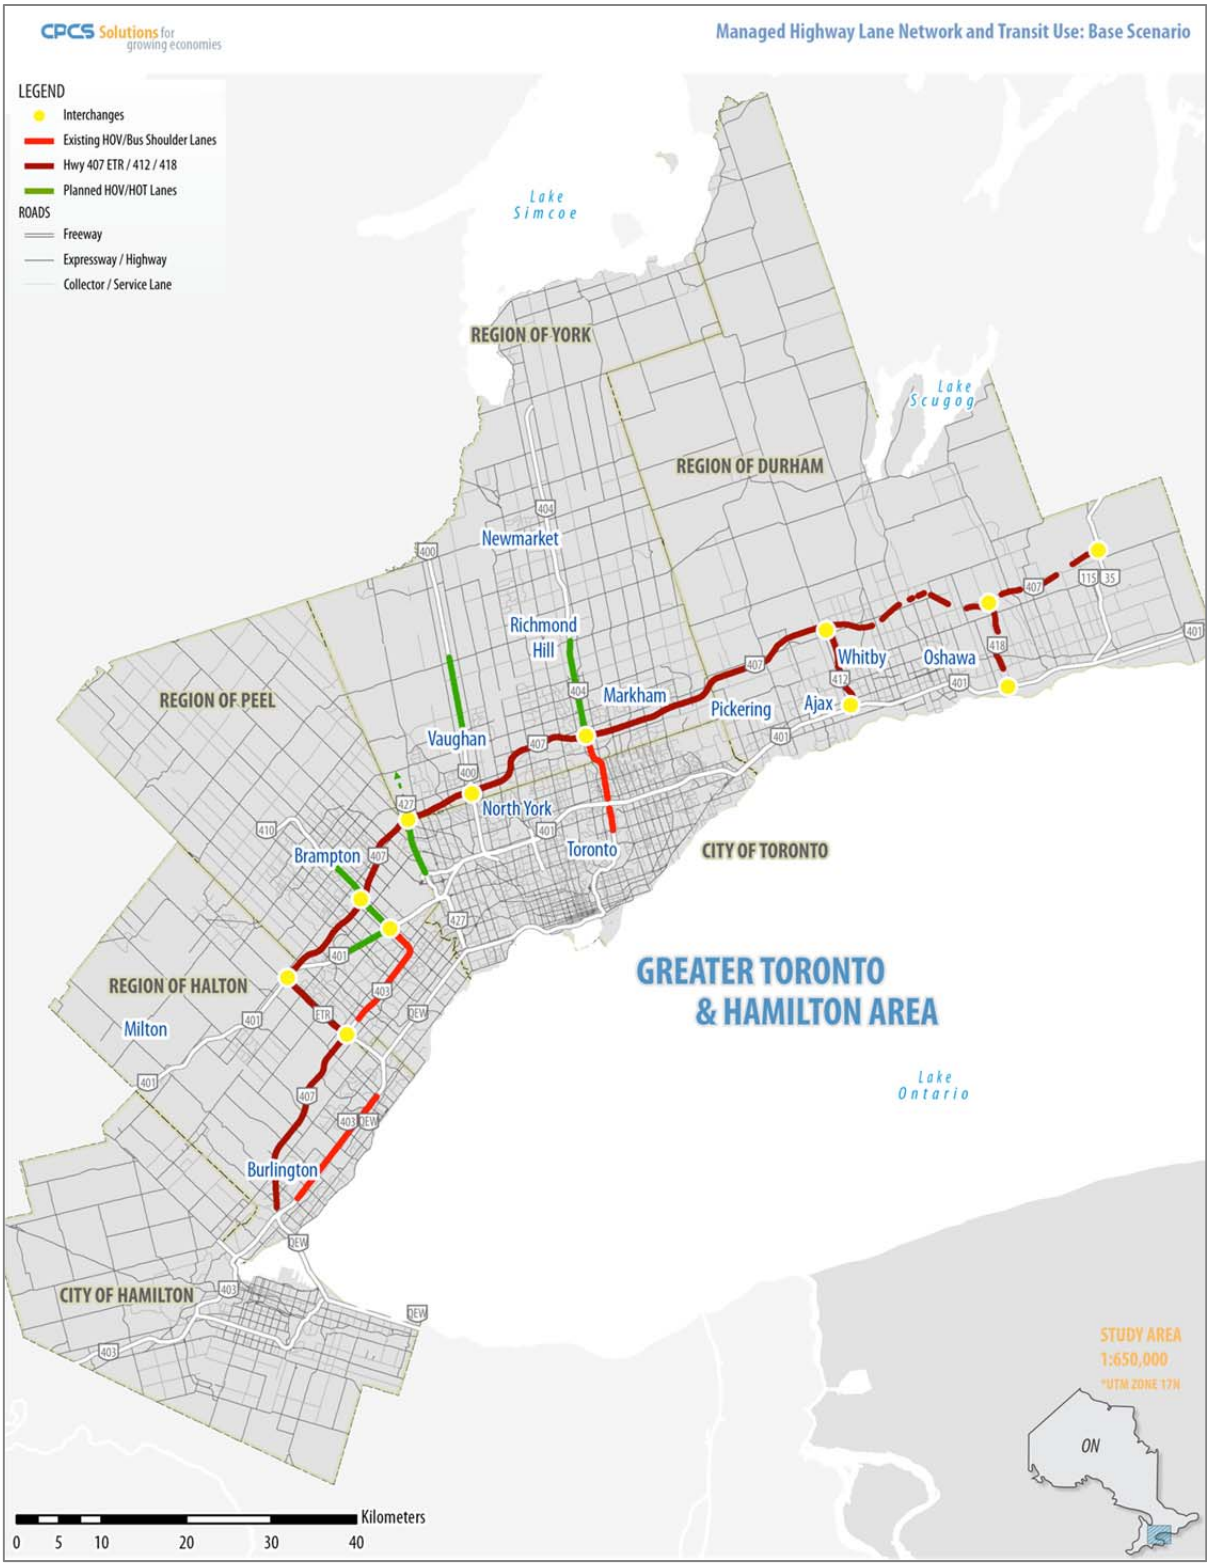 CPCS Solutions for
growing economies
Managed Highway Lane Network and Transit Use: Base Scenario
LEGEND
Interchanges
Existing HOV/Bus Shoulder Lanes
Hwy 407 ETR / 412 / 418
Planned HOV/HOT Lanes
ROADS
Freeway
Expressway / Highway
Collector / Service Lane
Lake
Simcoe
REGION OF YORK
Lake
Scugog
REGION OF DURHAM
404
Newmarket
400
407
115
35
Richmond
Hill
401
418
Whitby
Oshawa
407
REGION OF PEEL
404
Markham
412
401
Pickering
Ajax
Vaughan
407
401
400
427
North York
410
401
Brampton
407
Toronto
CITY OF TORONTO
427
401
GREATER TORONTO
& HAMILTON AREA
REGION OF HALTON
403
ETR
QEW
401
Milton
401
Lake
Ontario
407
403
QEW
Burlington
QEW
CITY OF HAMILTON
403
QEW
403
STUDY AREA
1:650,000
*UTM ZONE 17N
ON
Kilometers
0 5 10 20 30 40